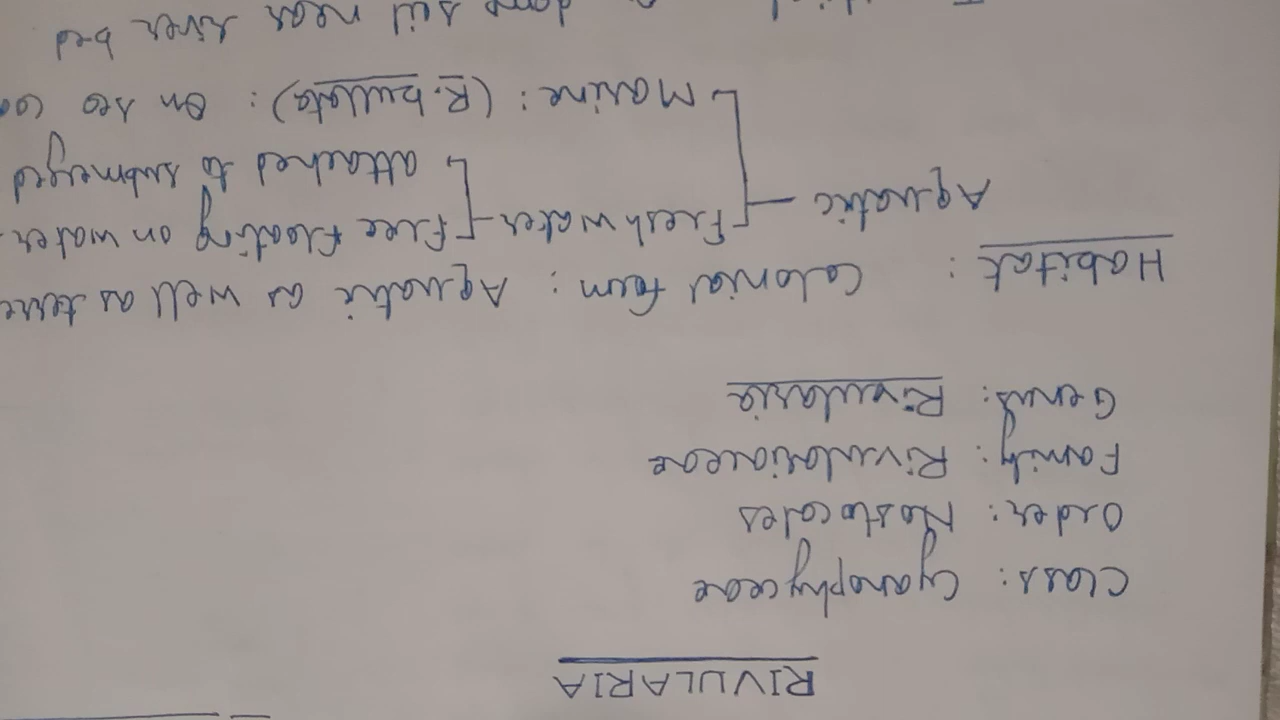 RIVULARIA
Class: Cyanophyceae
Order: Nostocales
Family: Rivulariaceae
Genus: Rivularia
Habitat: Colonial form: Aquatic as well as terre
Aquatic
Fresh water
Free floating on water
attached to submerged
Marine: (R. bullata): On sea
damp soil near river bed